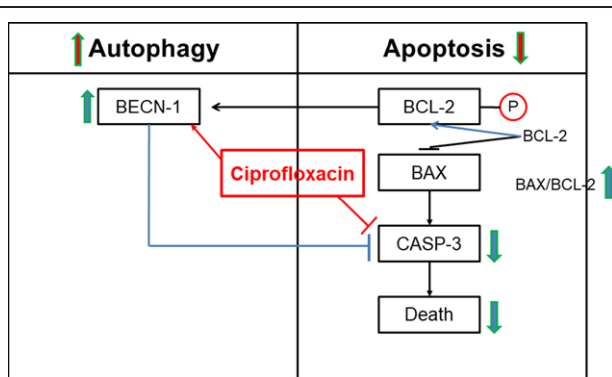 Autophagy
Apoptosis
BECN-1
BCL-2
P
BCL-2
Ciprofloxacin
BAX
BAX/BCL-2
CASP-3
Death